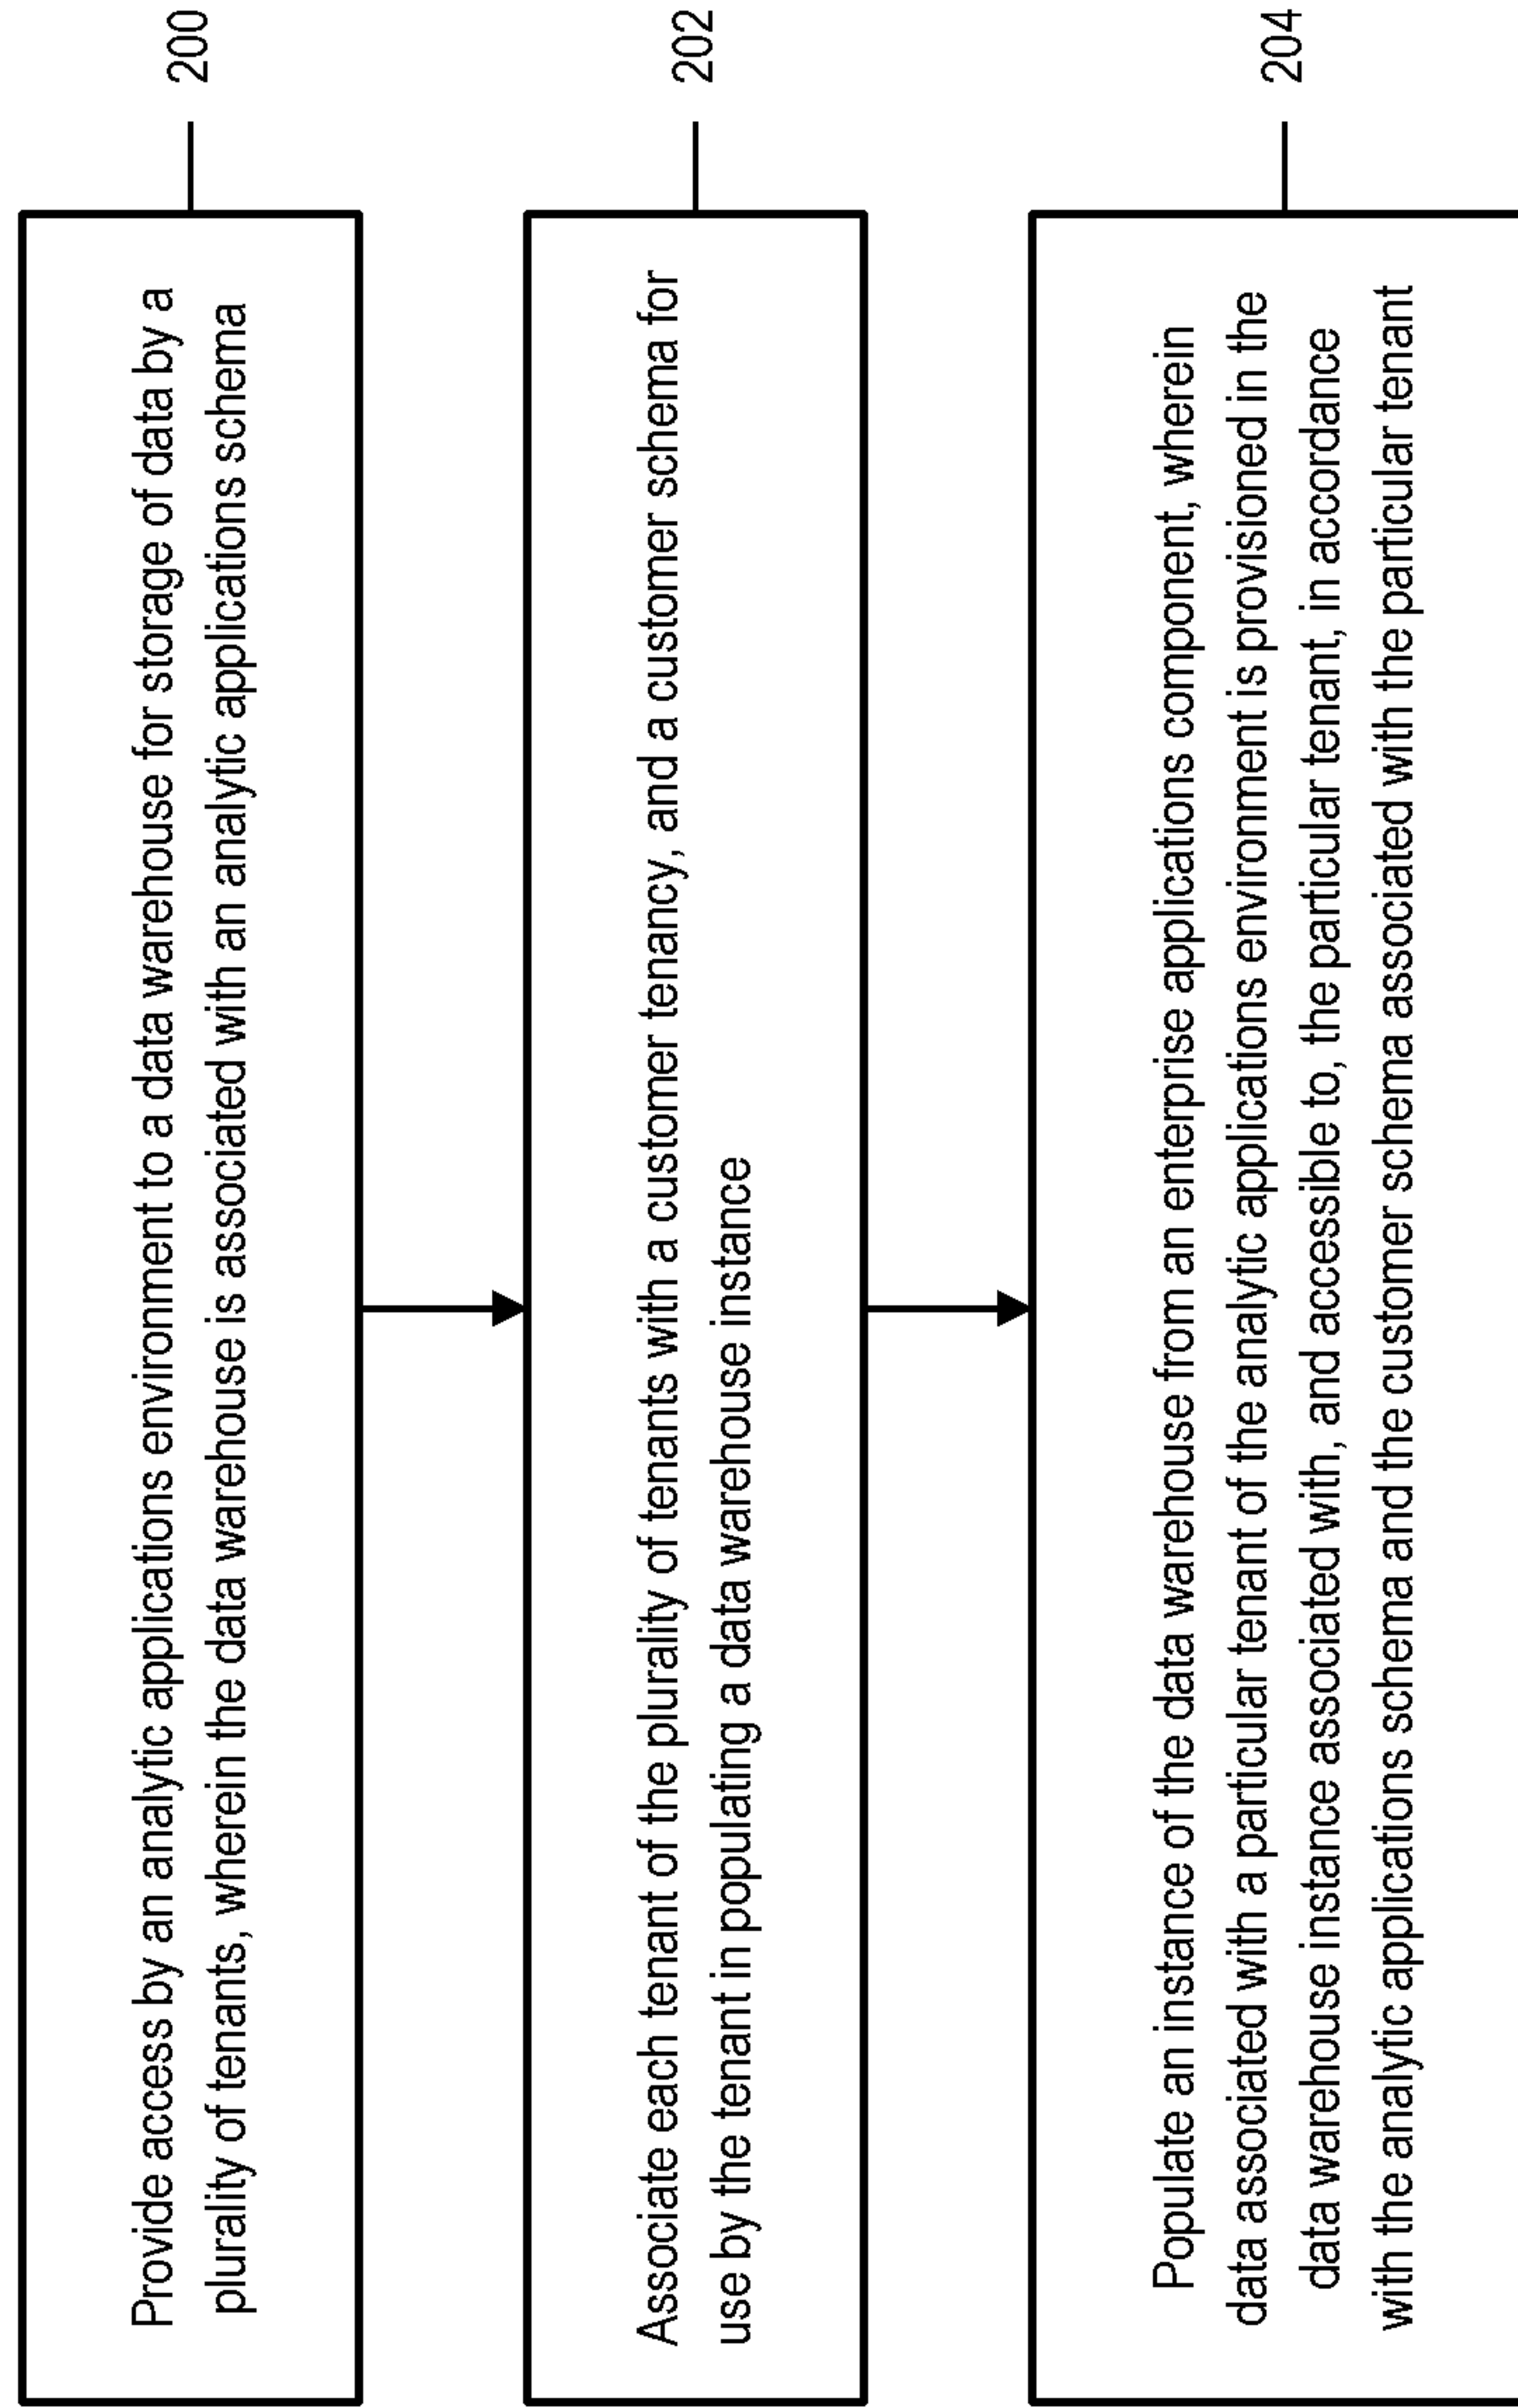 Provide access by an analytic applications environment to a data warehouse for storage of data by a
plurality of tenants, wherein the data warehouse is associated with an analytic applications schema
200
Associate each tenant of the plurality of tenants with a customer tenancy, and a customer schema for
use by the tenant in populating a data warehouse instance
202
Populate an instance of the data warehouse from an enterprise applications component, wherein
data associated with a particular tenant of the analytic applications environment is provisioned in the
data warehouse instance associated with, and accessible to, the particular tenant, in accordance
with the analytic applications schema and the customer schema associated with the particular tenant
204